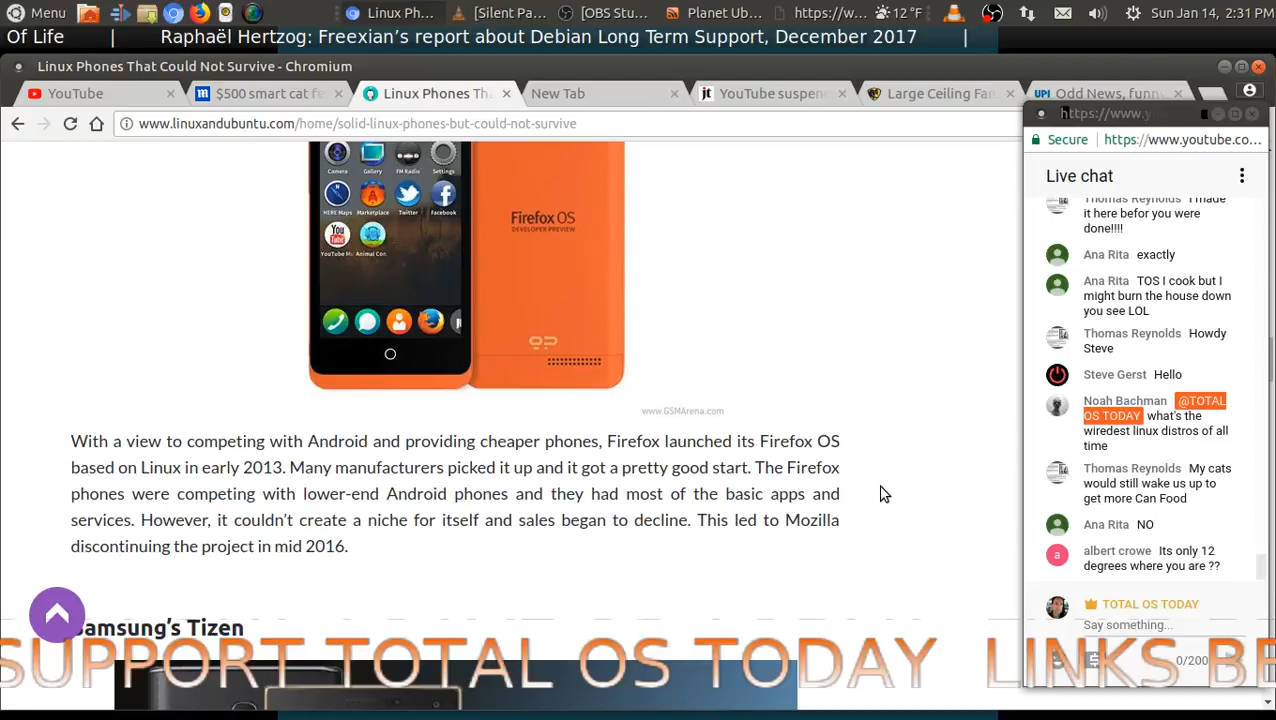 Menu
Linux Ph...
[Silent Pa...
[OBS Stu...
Planet Ub...
https://w...
12 °F
Sun Jan 14, 2:31 PM
Of Life | Raphaël Hertzog: Freexian's report about Debian Long Term Support, December 2017 |
Linux Phones That Could Not Survive - Chromium
YouTube
$500 smart cat fe
Linux Phones Tha
New Tab
YouTube suspen
Large Ceiling Fan
Odd News, funny
www.linuxandubuntu.com/home/solid-linux-phones-but-could-not-survive
Camera Gallery FM Radio Settings
HERE Maps Marketplace Twitter Facebook
YouTube M Animal Con
Firefox OS
DEVELOPER PREVIEW
www.GSMArena.com
With a view to competing with Android and providing cheaper phones, Firefox launched its Firefox OS
based on Linux in early 2013. Many manufacturers picked it up and it got a pretty good start. The Firefox
phones were competing with lower-end Android phones and they had most of the basic apps and
services. However, it couldn't create a niche for itself and sales began to decline. This led to Mozilla
discontinuing the project in mid 2016.
Samsung's Tizen
https://www.y
Secure https://www.youtube.co...
Live chat
Thomas Reynolds I made
it here befor you were
done!!!!
Ana Rita exactly
Ana Rita TOS I cook but I
might burn the house down
you see LOL
Thomas Reynolds Howdy
Steve
Steve Gerst Hello
Noah Bachman @TOTAL
OS TODAY what's the
wiredest linux distros of all
time
Thomas Reynolds My cats
would still wake us up to
get more Can Food
Ana Rita NO
albert crowe Its only 12
degrees where you are ??
TOTAL OS TODAY
Say something...
0/200
SUPPORT TOTAL OS TODAY LINKS BE